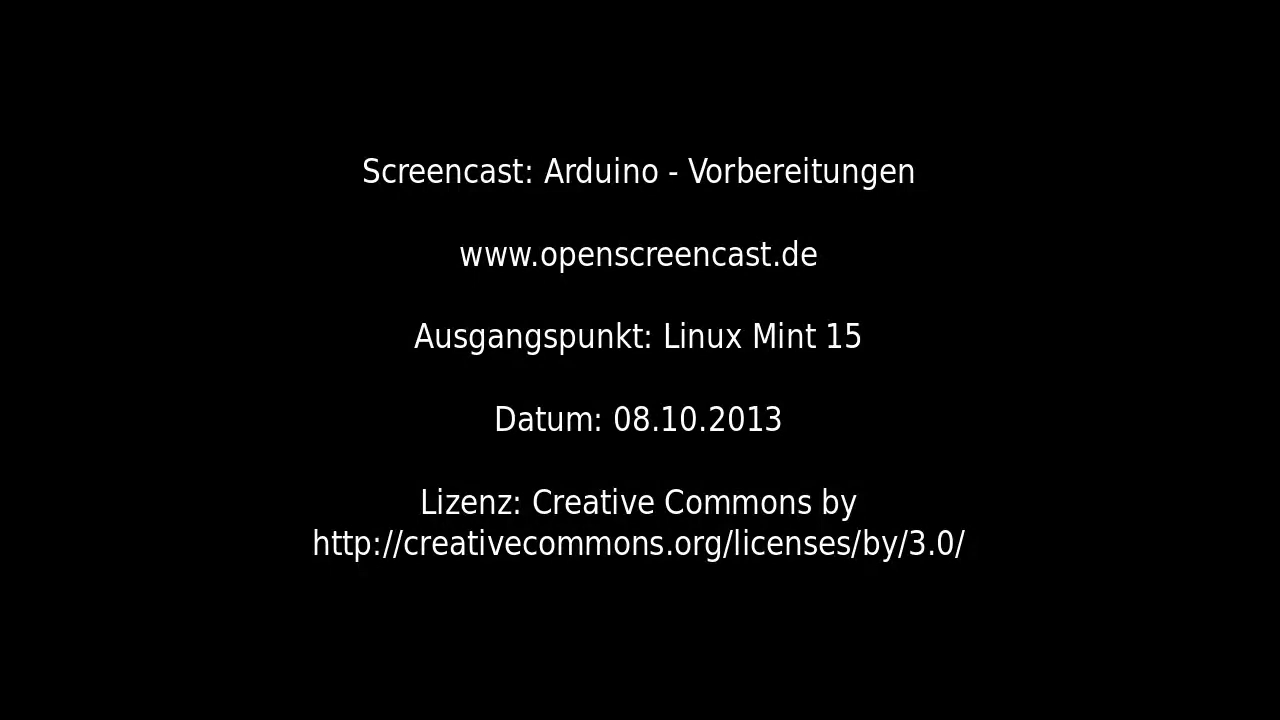 Screencast: Arduino - Vorbereitungen
www.openscreencast.de
Ausgangspunkt: Linux Mint 15
Datum: 08.10.2013
Lizenz: Creative Commons by
http://creativecommons.org/licenses/by/3.0/